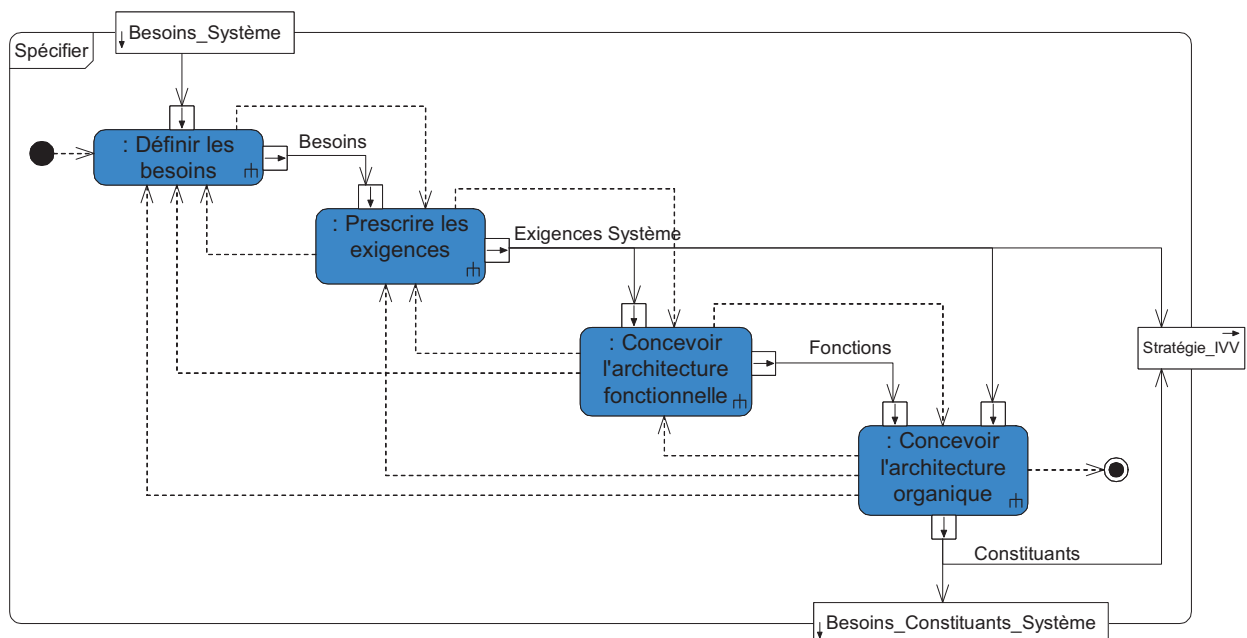 Besoins_Système
Spécifier
: Définir les
besoins
Besoins
: Prescrire les
exigences
Exigences Système
: Concevoir
l'architecture
fonctionnelle
Fonctions
Stratégie_IVV
: Concevoir
l'architecture
organique
Constituants
Besoins_Constituants_Système